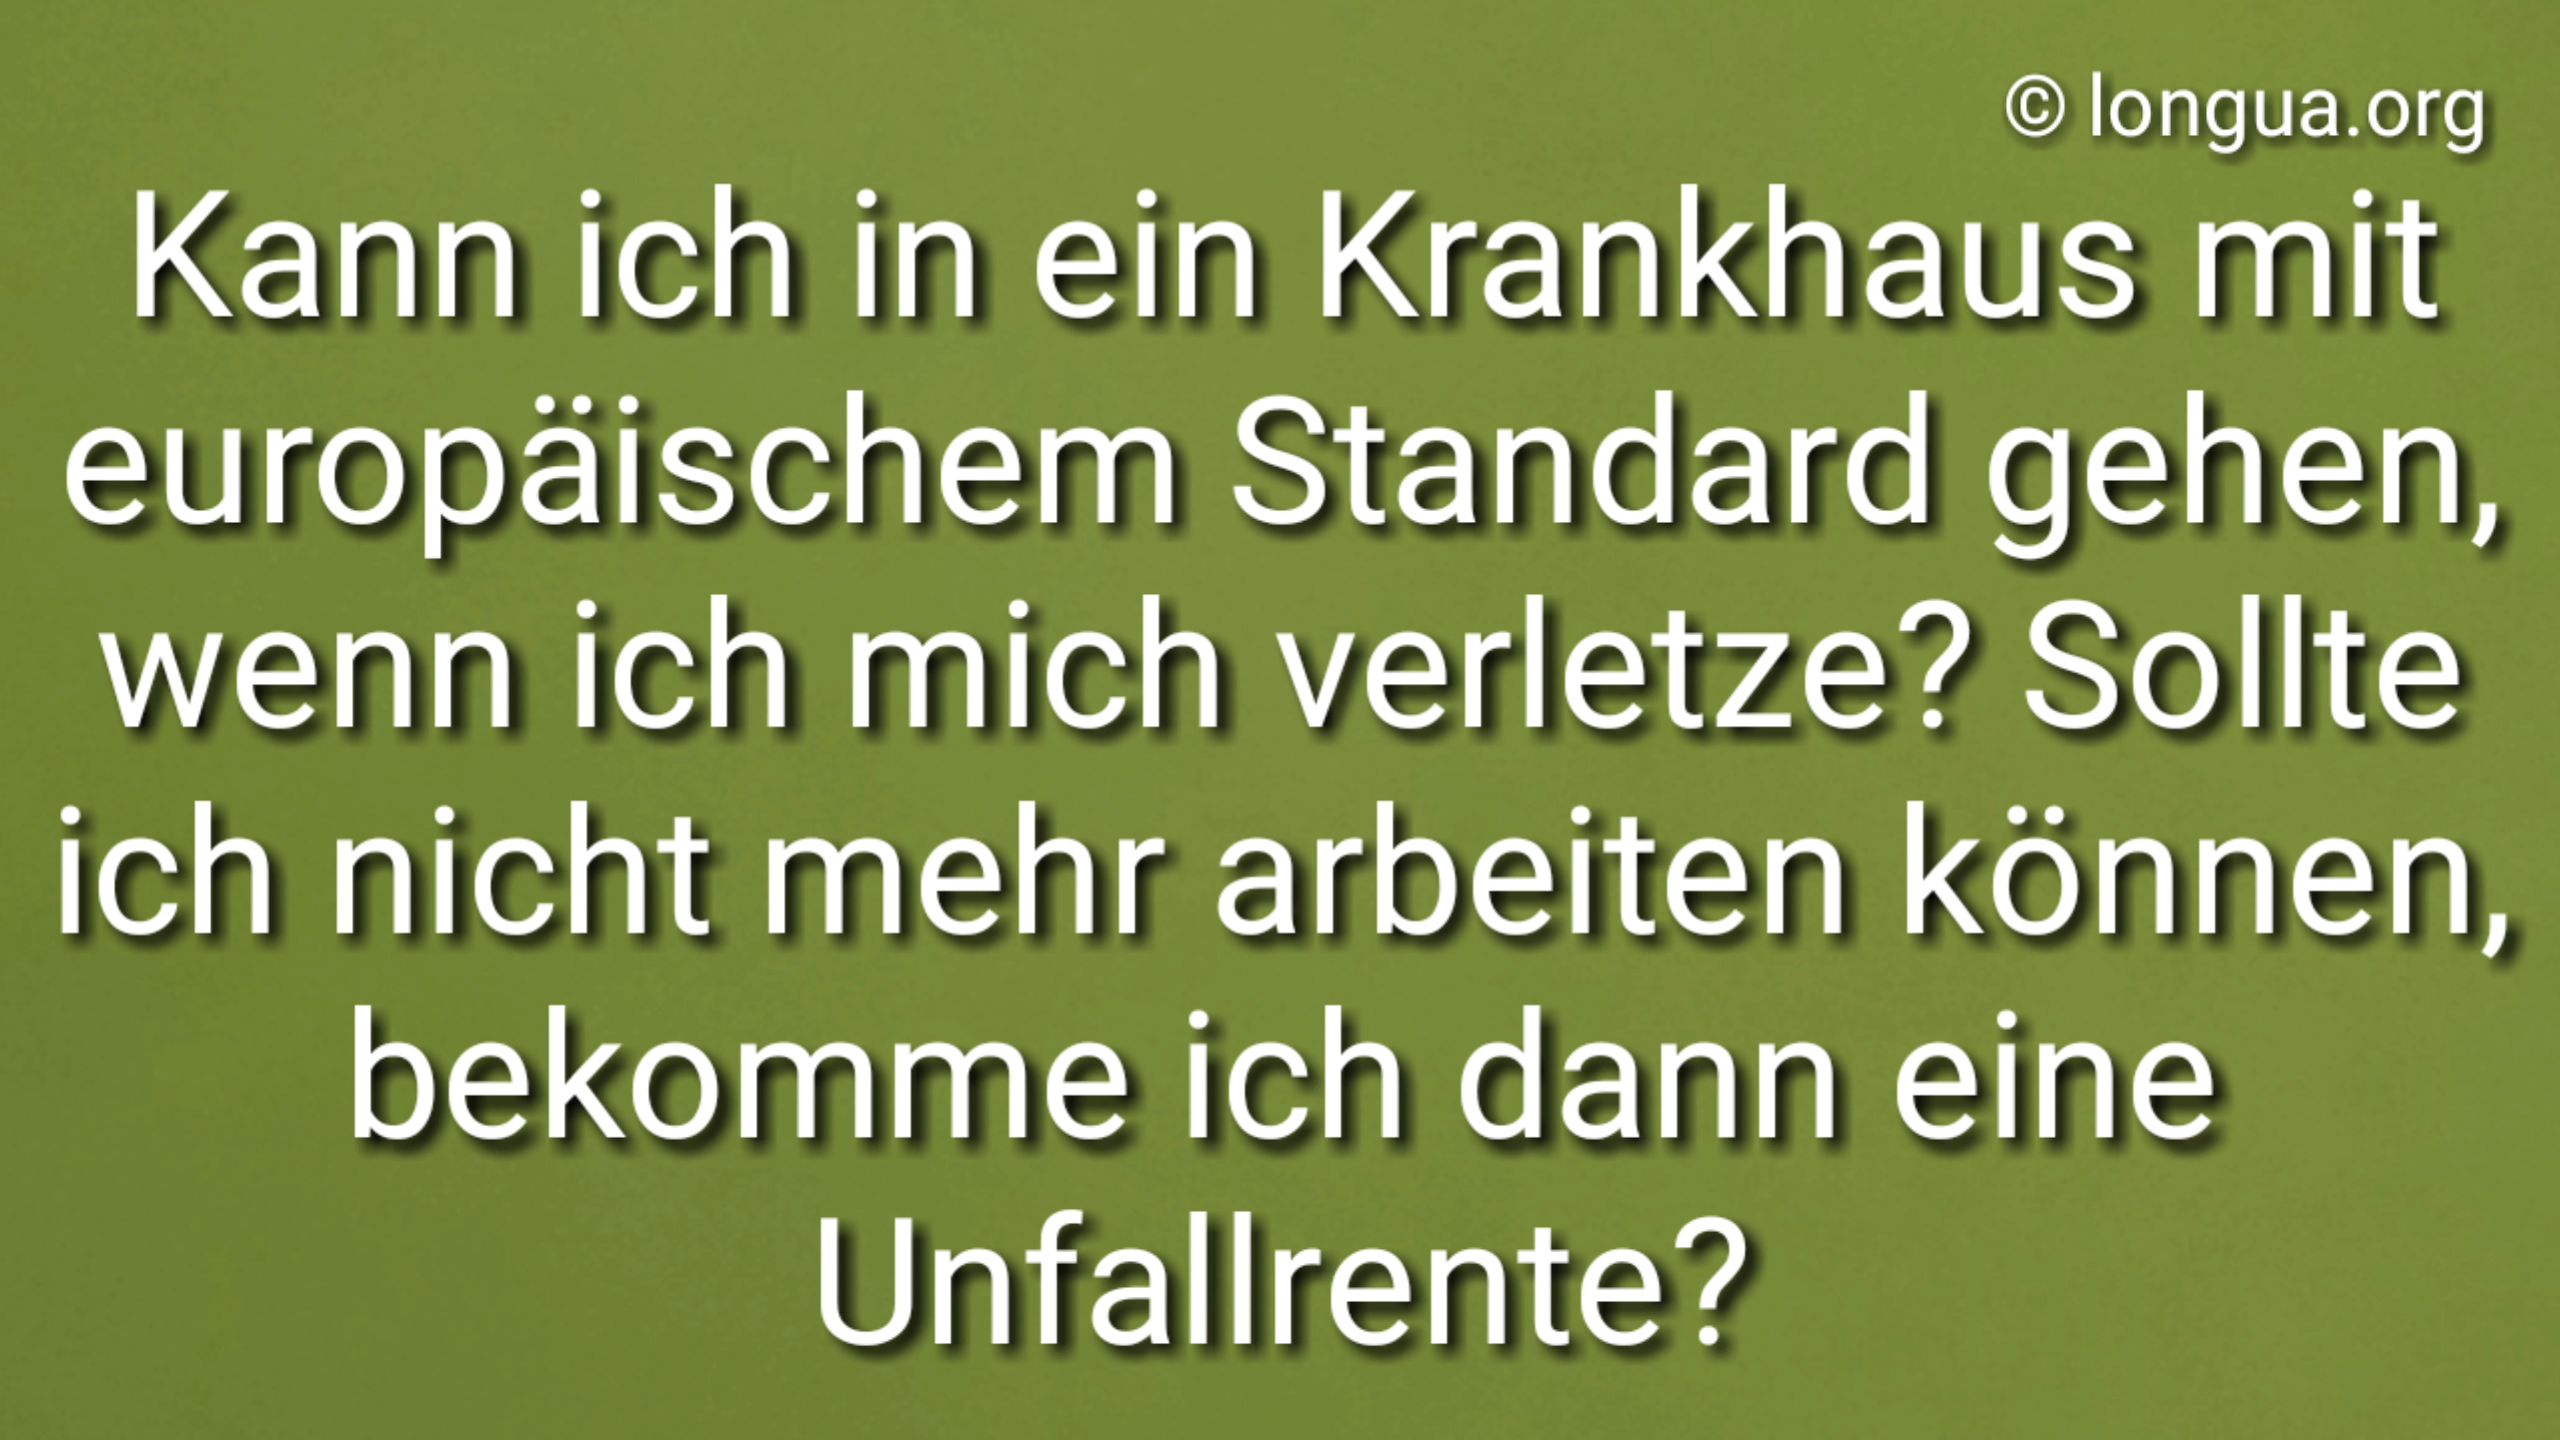 © longua.org
Kann ich in ein Krankhaus mit
europäischem Standard gehen,
wenn ich mich verletze? Sollte
ich nicht mehr arbeiten können,
bekomme ich dann eine
Unfallrente?